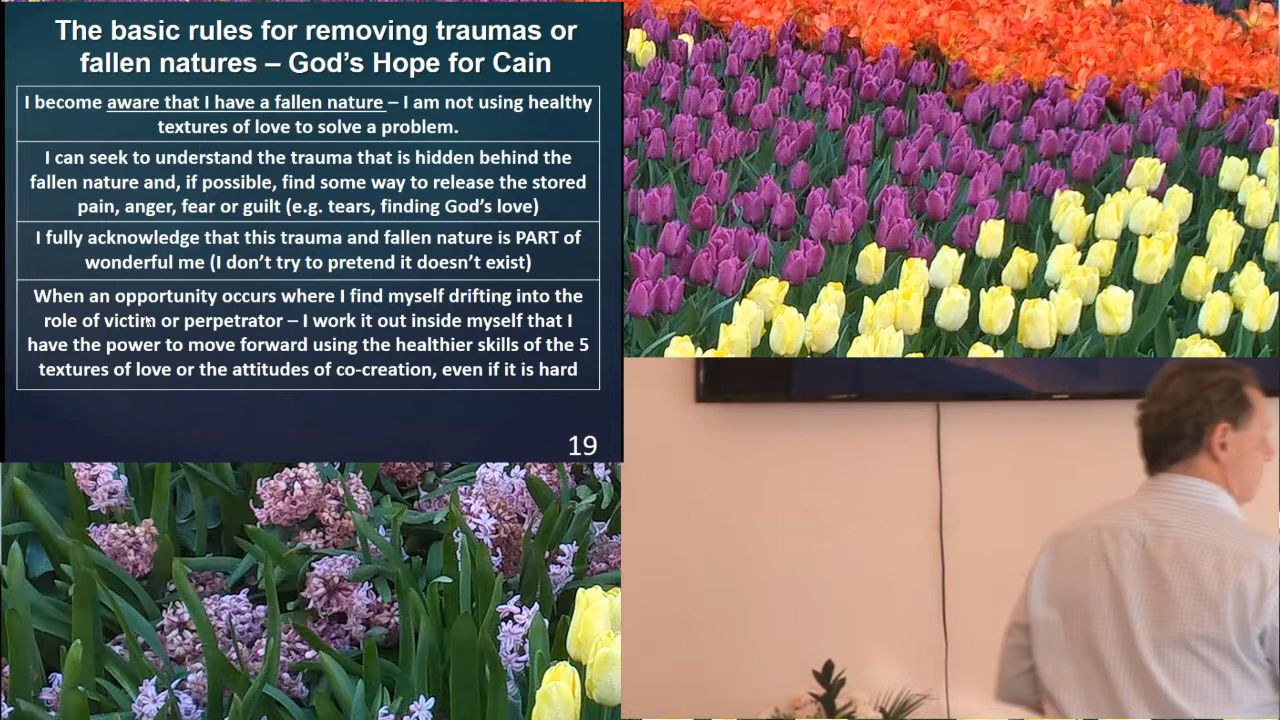 The basic rules for removing traumas or
fallen natures – God's Hope for Cain
I become aware that I have a fallen nature – I am not using healthy
textures of love to solve a problem.
I can seek to understand the trauma that is hidden behind the
fallen nature and, if possible, find some way to release the stored
pain, anger, fear or guilt (e.g. tears, finding God's love)
I fully acknowledge that this trauma and fallen nature is PART of
wonderful me (I don't try to pretend it doesn't exist)
When an opportunity occurs where I find myself drifting into the
role of victim or perpetrator – I work it out inside myself that I
have the power to move forward using the healthier skills of the 5
textures of love or the attitudes of co-creation, even if it is hard
19